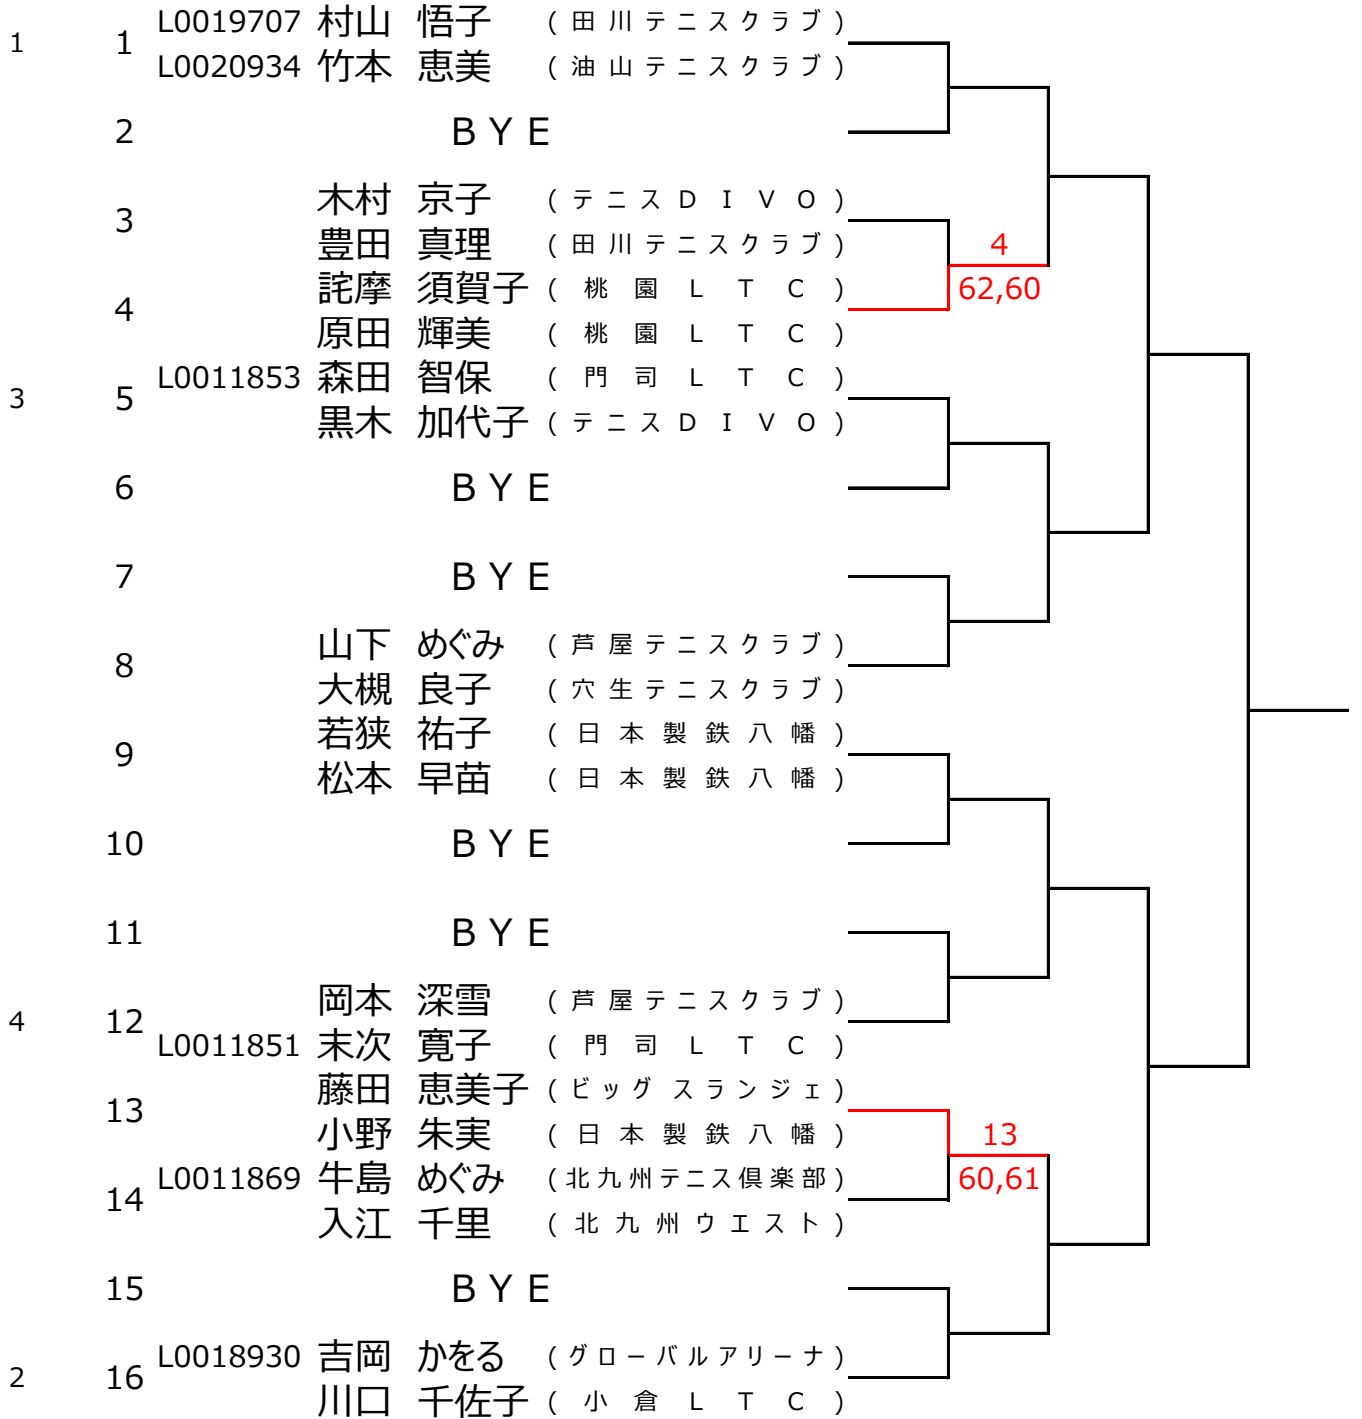 L0019707 村山 悟子 (田川テニスクラブ)
1 1
L0020934 竹本 恵美 (油山テニスクラブ)
2 BYE
木村 京子 (テニスＤＩＶＯ)
3
豊田 真理 (田川テニスクラブ)
4
詫摩 須賀子 (桃園ＬＴＣ)
62,60
4
原田 輝美 (桃園ＬＴＣ)
L0011853 森田 智保 (門司ＬＴＣ)
3 5
黒木 加代子 (テニスＤＩＶＯ)
6 BYE
7 BYE
山下 めぐみ (芦屋テニスクラブ)
8
大槻 良子 (穴生テニスクラブ)
若狭 祐子 (日本製鉄八幡)
9
松本 早苗 (日本製鉄八幡)
10 BYE
11 BYE
岡本 深雪 (芦屋テニスクラブ)
4 12
L0011851 末次 寛子 (門司ＬＴＣ)
藤田 恵美子 (ビッグスランジェ)
13
小野 朱実 (日本製鉄八幡)
13
L0011869 牛島 めぐみ (北九州テニス倶楽部)
60,61
14
入江 千里 (北九州ウエスト)
15 BYE
L0018930 吉岡 かをる (グローバルアリーナ)
2 16
川口 千佐子 (小倉ＬＴＣ)